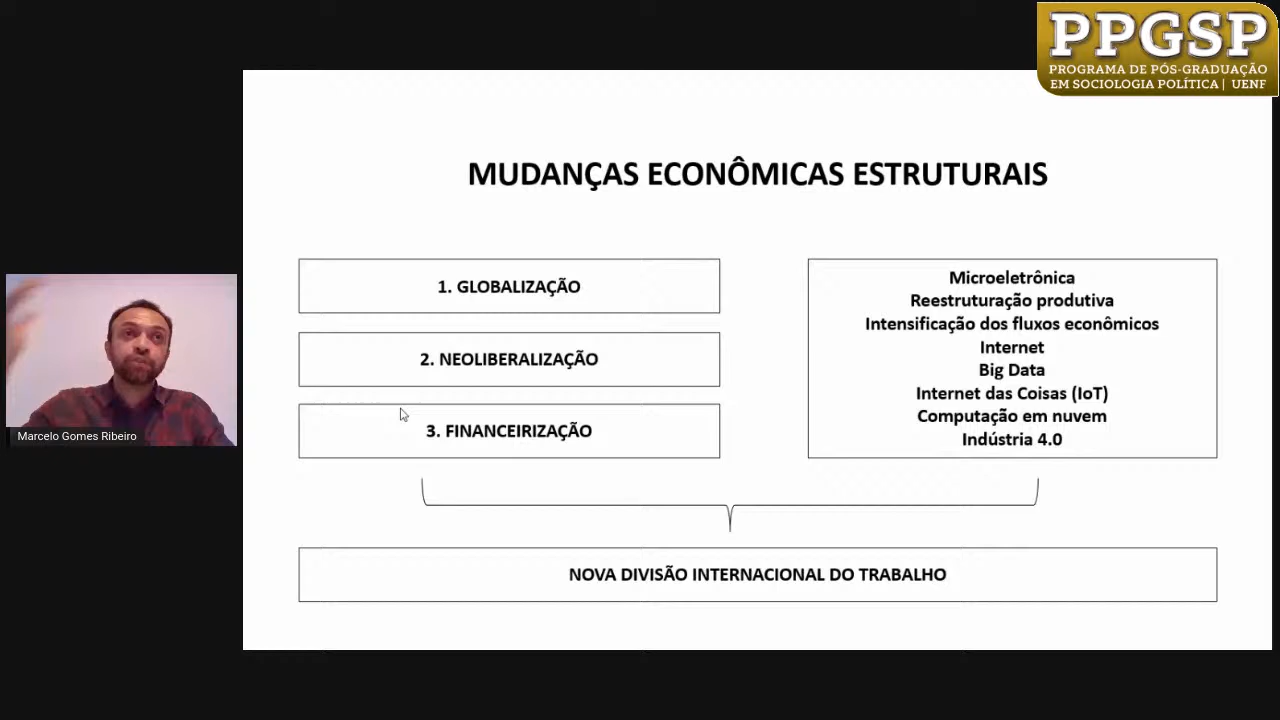 PPGSP
PROGRAMA DE PÓS-GRADUAÇÃO
EM SOCIOLOGIA POLÍTICA | UENF
MUDANÇAS ECONÔMICAS ESTRUTURAIS
1. GLOBALIZAÇÃO
2. NEOLIBERALIZAÇÃO
3. FINANCEIRIZAÇÃO
Microeletrônica
Reestruturação produtiva
Intensificação dos fluxos econômicos
Internet
Big Data
Internet das Coisas (IoT)
Computação em nuvem
Indústria 4.0
NOVA DIVISÃO INTERNACIONAL DO TRABALHO
Marcelo Gomes Ribeiro